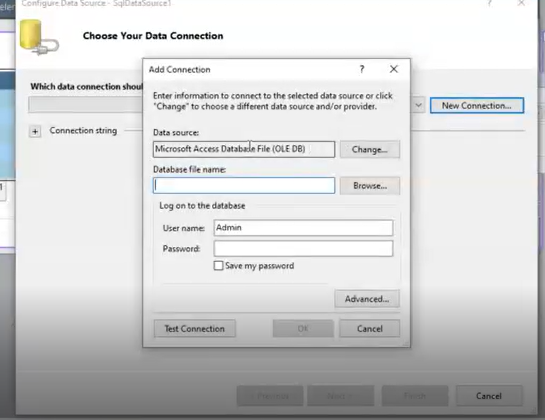 Configure Data Source - SqlDataSource1
Choose Your Data Connection
Add Connection
Enter information to connect to the selected data source or click
"Change" to choose a different data source and/or provider.
Which data connection shou
New Connection...
Data source:
Connection string
Microsoft Access Database File (OLE DB)
Change...
Database file name:
Browse...
Log on to the database
User name:
Admin
Password:
Save my password
Advanced...
Test Connection
OK
Cancel
Cancel